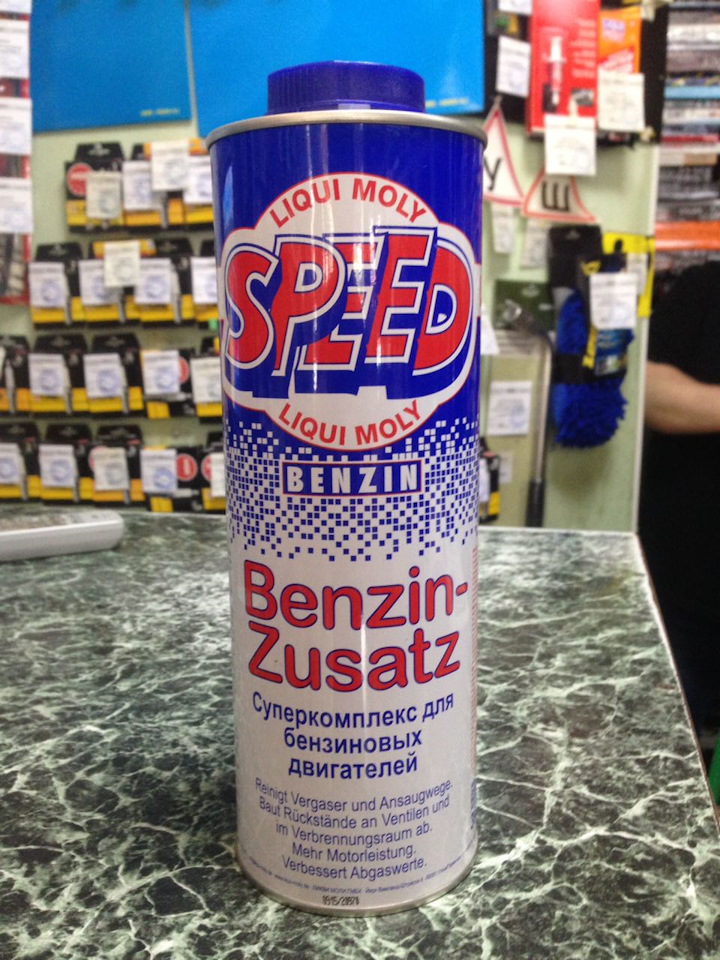 LIQUI MOLY
SPEED
LIQUI MOLY
BENZIN
Benzin-
Zusatz
Суперкомплекс для
бензиновых
двигателей
Reinigt Vergaser und Ansaugwege.
Baut Rückstände an Ventilen und
im Verbrennungsraum ab.
Mehr Motorleistung.
Verbessert Abgaswerte.
У
Ш